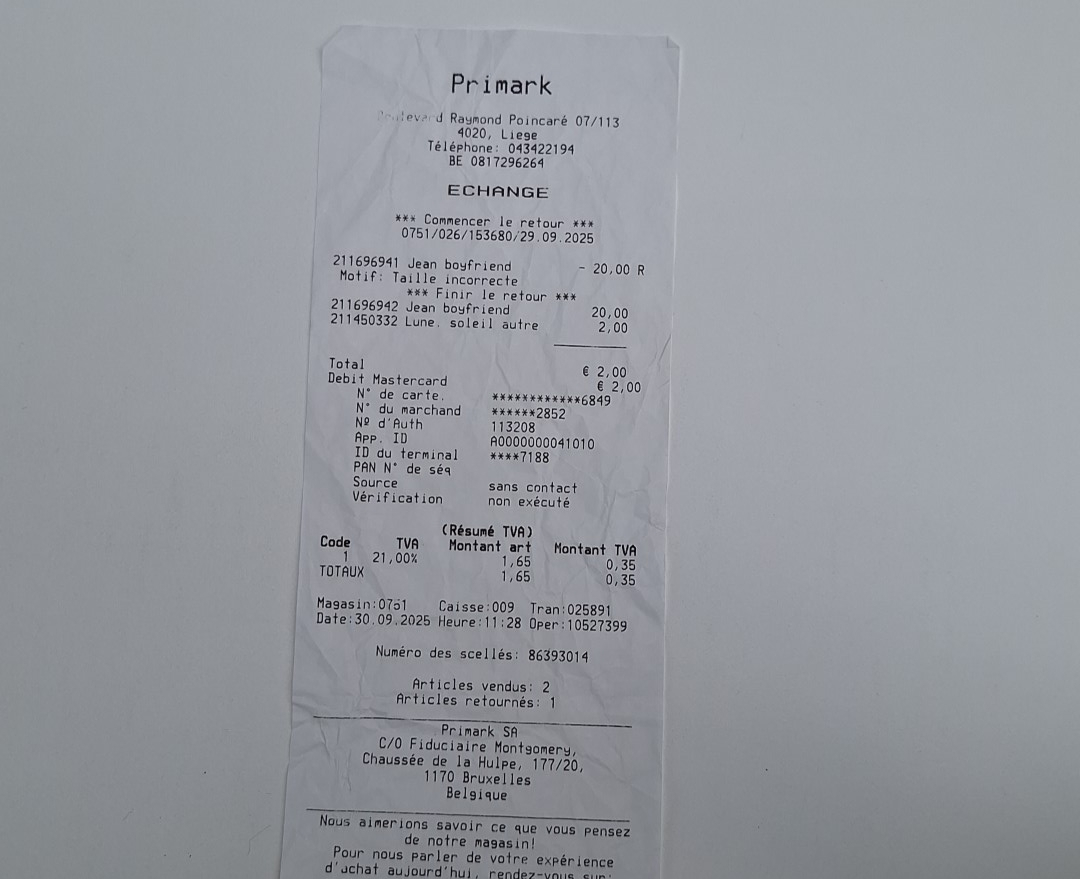 Primark
Boulevard Raymond Poincaré 07/113
4020, Liege
Téléphone: 043422194
BE 0817296264
ECHANGE
*** Commencer le retour ***
0751/026/153680/29.09.2025
211696941 Jean boyfriend - 20,00 R
Motif: Taille incorrecte
*** Finir le retour ***
211696942 Jean boyfriend 20,00
211450332 Lune. soleil autre 2,00
Total € 2,00
Debit Mastercard € 2,00
N° de carte. ************6849
N° du marchand ******2852
Nº d'Auth 113208
App. ID A0000000041010
ID du terminal ****7188
PAN N° de séq
Source sans contact
Vérification non exécuté
(Résumé TVA)
Code TVA Montant art Montant TVA
1 21,00% 1,65 0,35
TOTAUX 1,65 0,35
Magasin:0751 Caisse:009 Tran:025891
Date:30.09.2025 Heure:11:28 Oper:10527399
Numéro des scellés: 86393014
Articles vendus: 2
Articles retournés: 1
Primark SA
C/O Fiduciaire Montgomery,
Chaussée de la Hulpe, 177/20,
1170 Bruxelles
Belgique
Nous aimerions savoir ce que vous pensez
de notre magasin!
Pour nous parler de votre expérience
d'achat aujourd'hui, rendez-vous sur: